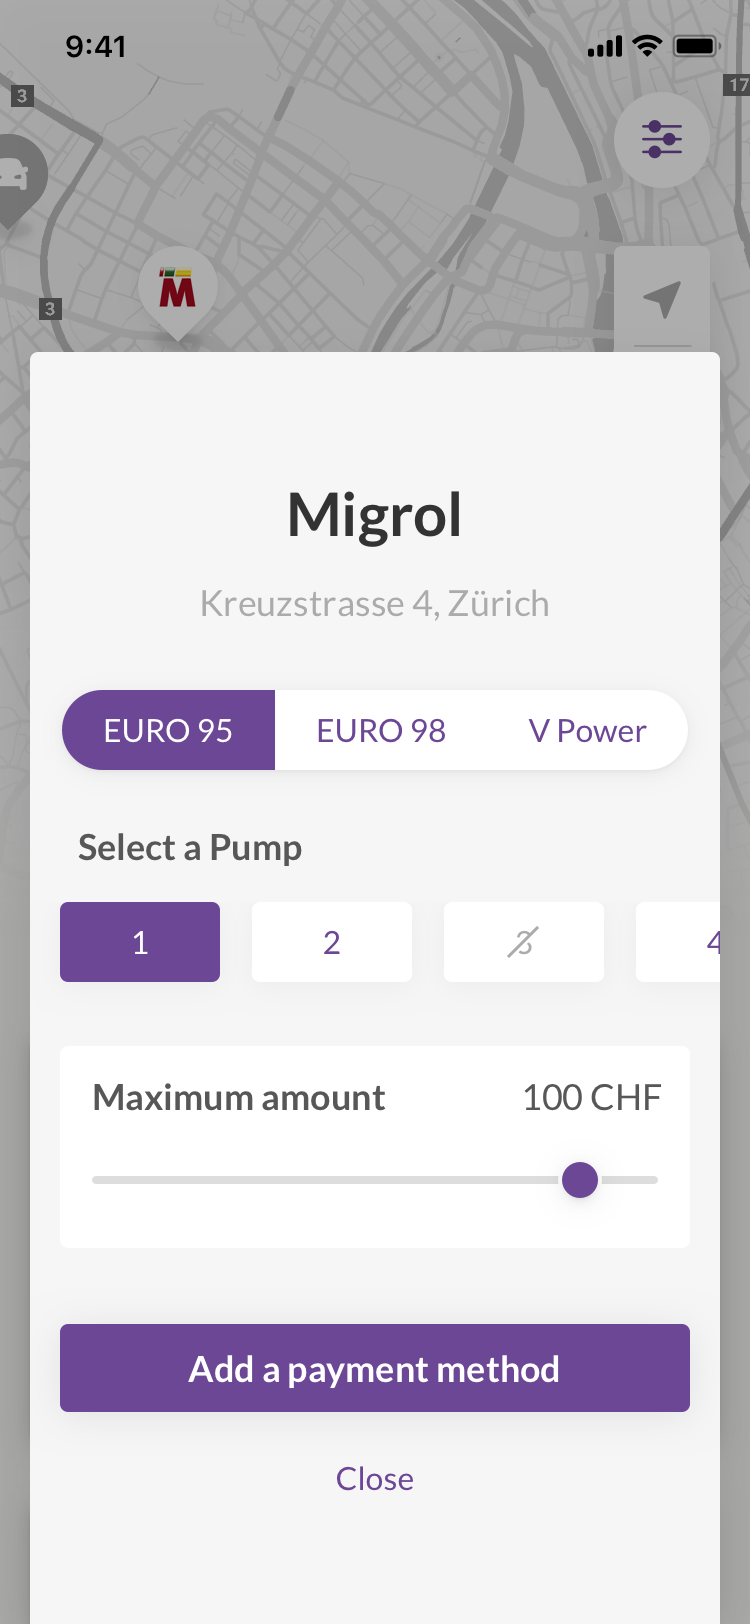 9:41
17
3
M
3
Migrol
Kreuzstrasse 4, Zürich
EURO 95 EURO 98 V Power
Select a Pump
1 2 3 4
Maximum amount 100 CHF
Add a payment method
Close